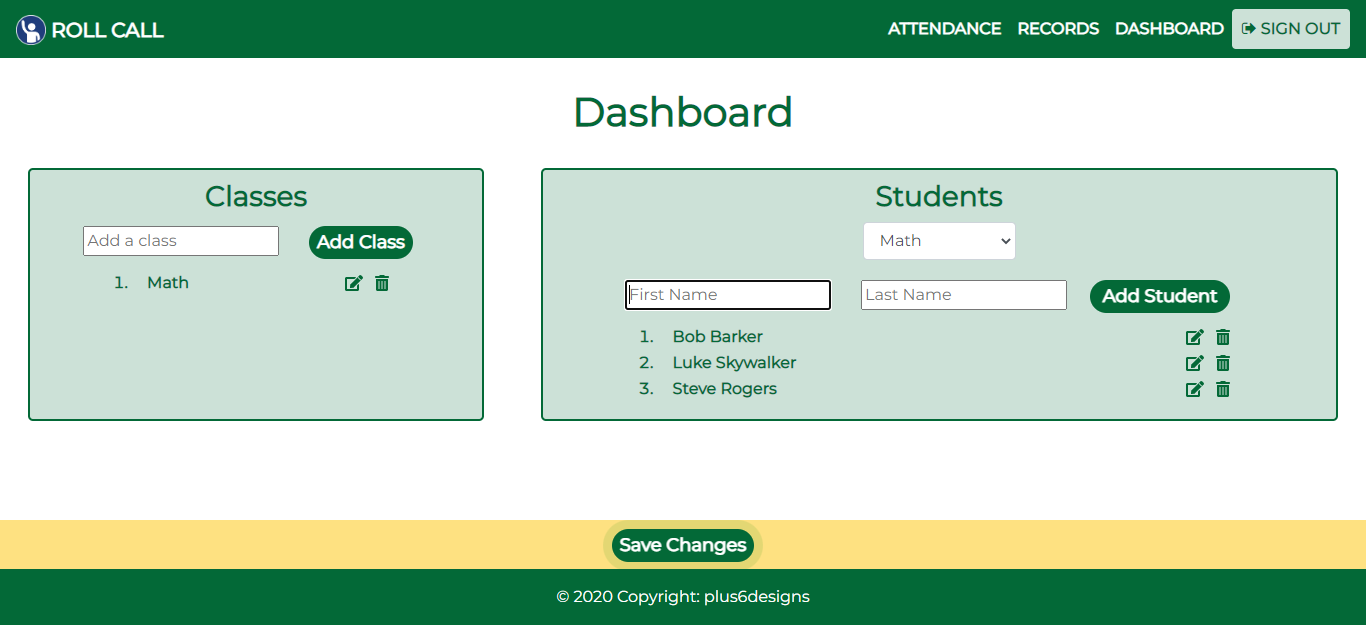 ROLL CALL
ATTENDANCE RECORDS DASHBOARD SIGN OUT
Dashboard
Classes
Add a class Add Class
1. Math
Students
Math
First Name Last Name Add Student
1. Bob Barker
2. Luke Skywalker
3. Steve Rogers
Save Changes
© 2020 Copyright: plus6designs